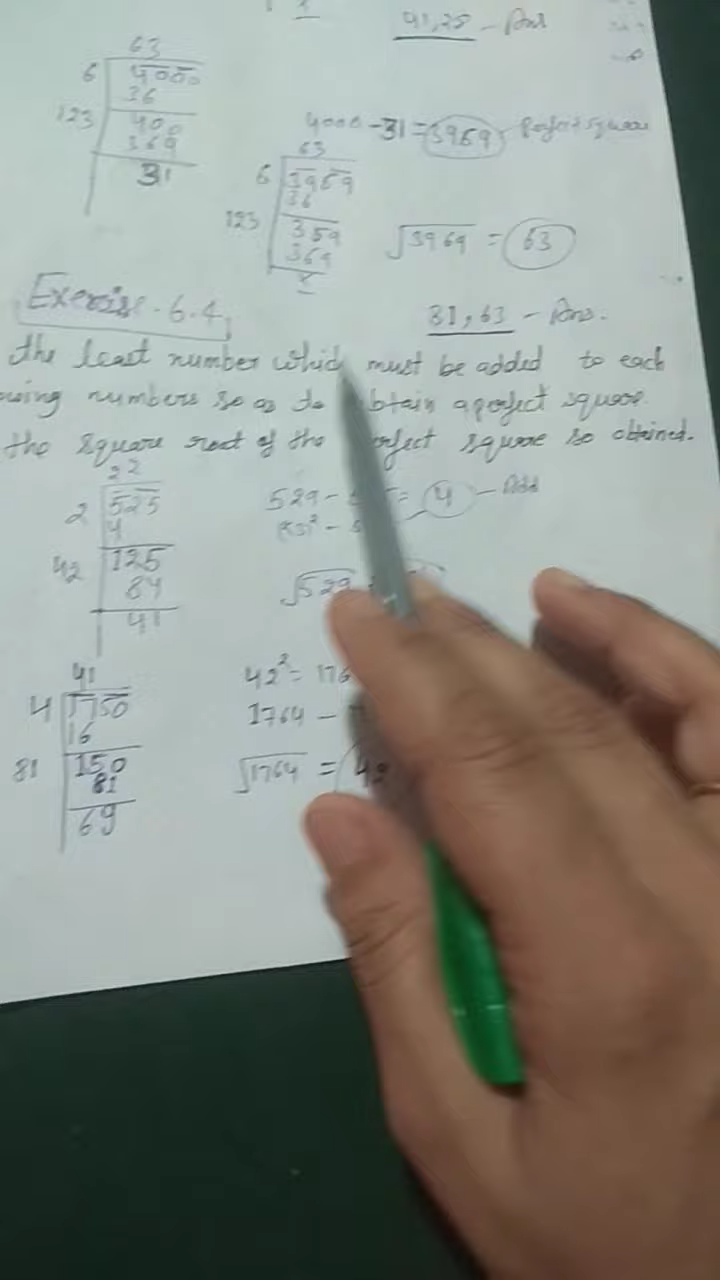 41,25 - Ans
63
6 4000
36
123 400
369
31
4000 - 31 = 3969 Perfect square
63
6 3969
36
123 369
369
√3969 = 63
Exercise - 6.4
31,63 - Ans.
the least number which must be added to each
numbers so as to obtain a perfect square.
the square root of the perfect square so obtained.
22
2 525
4
42 125
84
41
529 - = 4 - Add
√529
41
4 1750
16
81 150
81
69
42² = 176
1764 -
√1764 = 42